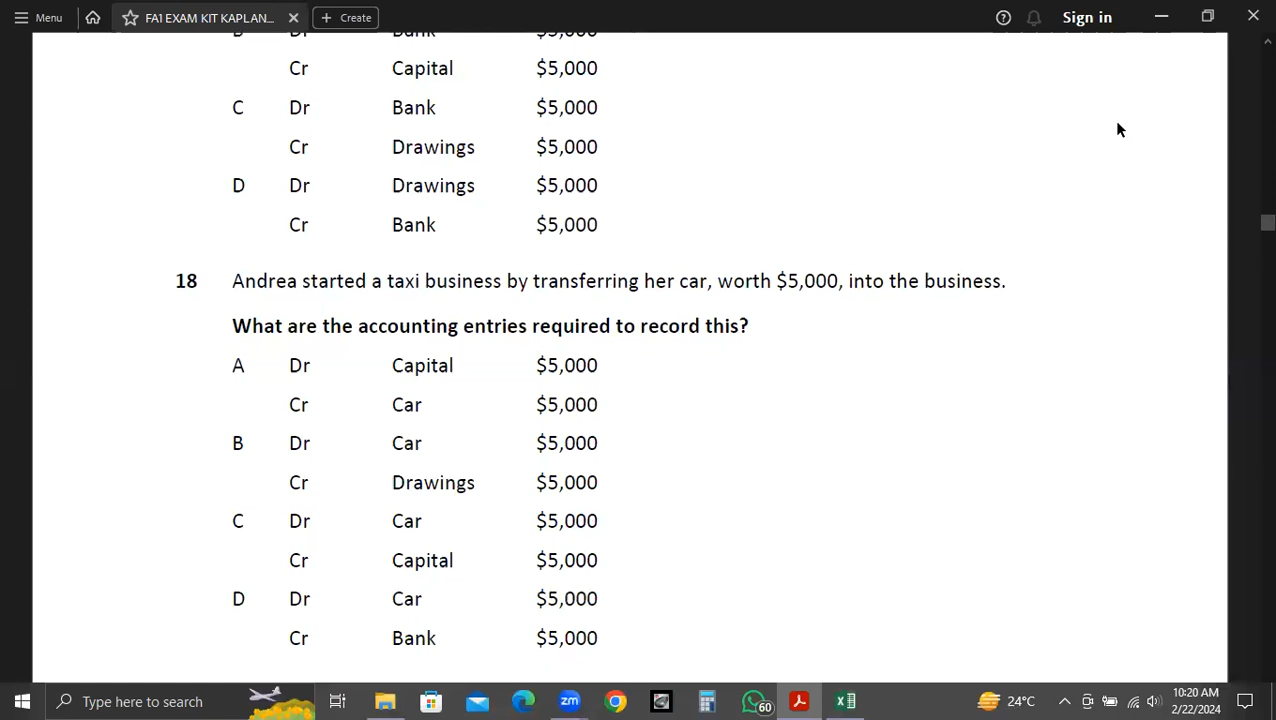 Menu
FA1 EXAM KIT KAPLAN...
Create
Sign in
B Dr Bank $5,000
Cr Capital $5,000
C Dr Bank $5,000
Cr Drawings $5,000
D Dr Drawings $5,000
Cr Bank $5,000
18 Andrea started a taxi business by transferring her car, worth $5,000, into the business.
What are the accounting entries required to record this?
A Dr Capital $5,000
Cr Car $5,000
B Dr Car $5,000
Cr Drawings $5,000
C Dr Car $5,000
Cr Capital $5,000
D Dr Car $5,000
Cr Bank $5,000
Type here to search
zm
60
24°C
10:20 AM
2/22/2024